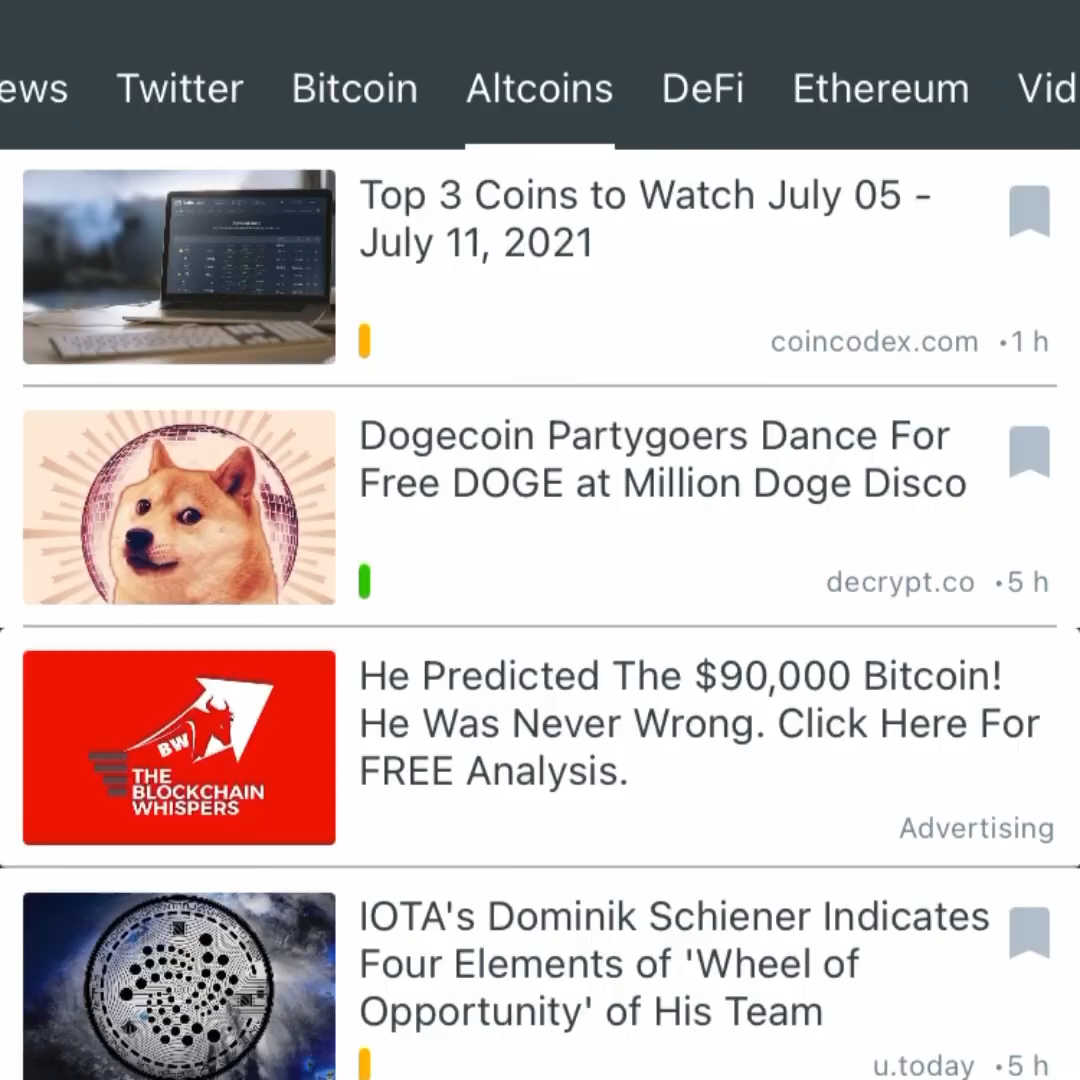 ews Twitter Bitcoin Altcoins DeFi Ethereum Vid
Top 3 Coins to Watch July 05 -
July 11, 2021
coincodex.com •1 h
Dogecoin Partygoers Dance For
Free DOGE at Million Doge Disco
decrypt.co •5 h
BW
THE
BLOCKCHAIN
WHISPERS
He Predicted The $90,000 Bitcoin!
He Was Never Wrong. Click Here For
FREE Analysis.
Advertising
IOTA's Dominik Schiener Indicates
Four Elements of 'Wheel of
Opportunity' of His Team
u.today •5 h